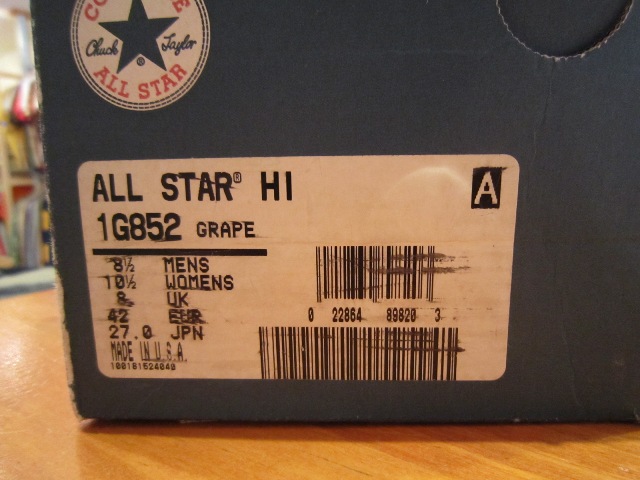 Chuck Taylor
ALL STAR
ALL STAR® HI
A
1G852 GRAPE
8½ MENS
10½ WOMENS
8 UK
42 EUR
27.0 JPN
MADE IN U.S.A.
0 22864 89820 3